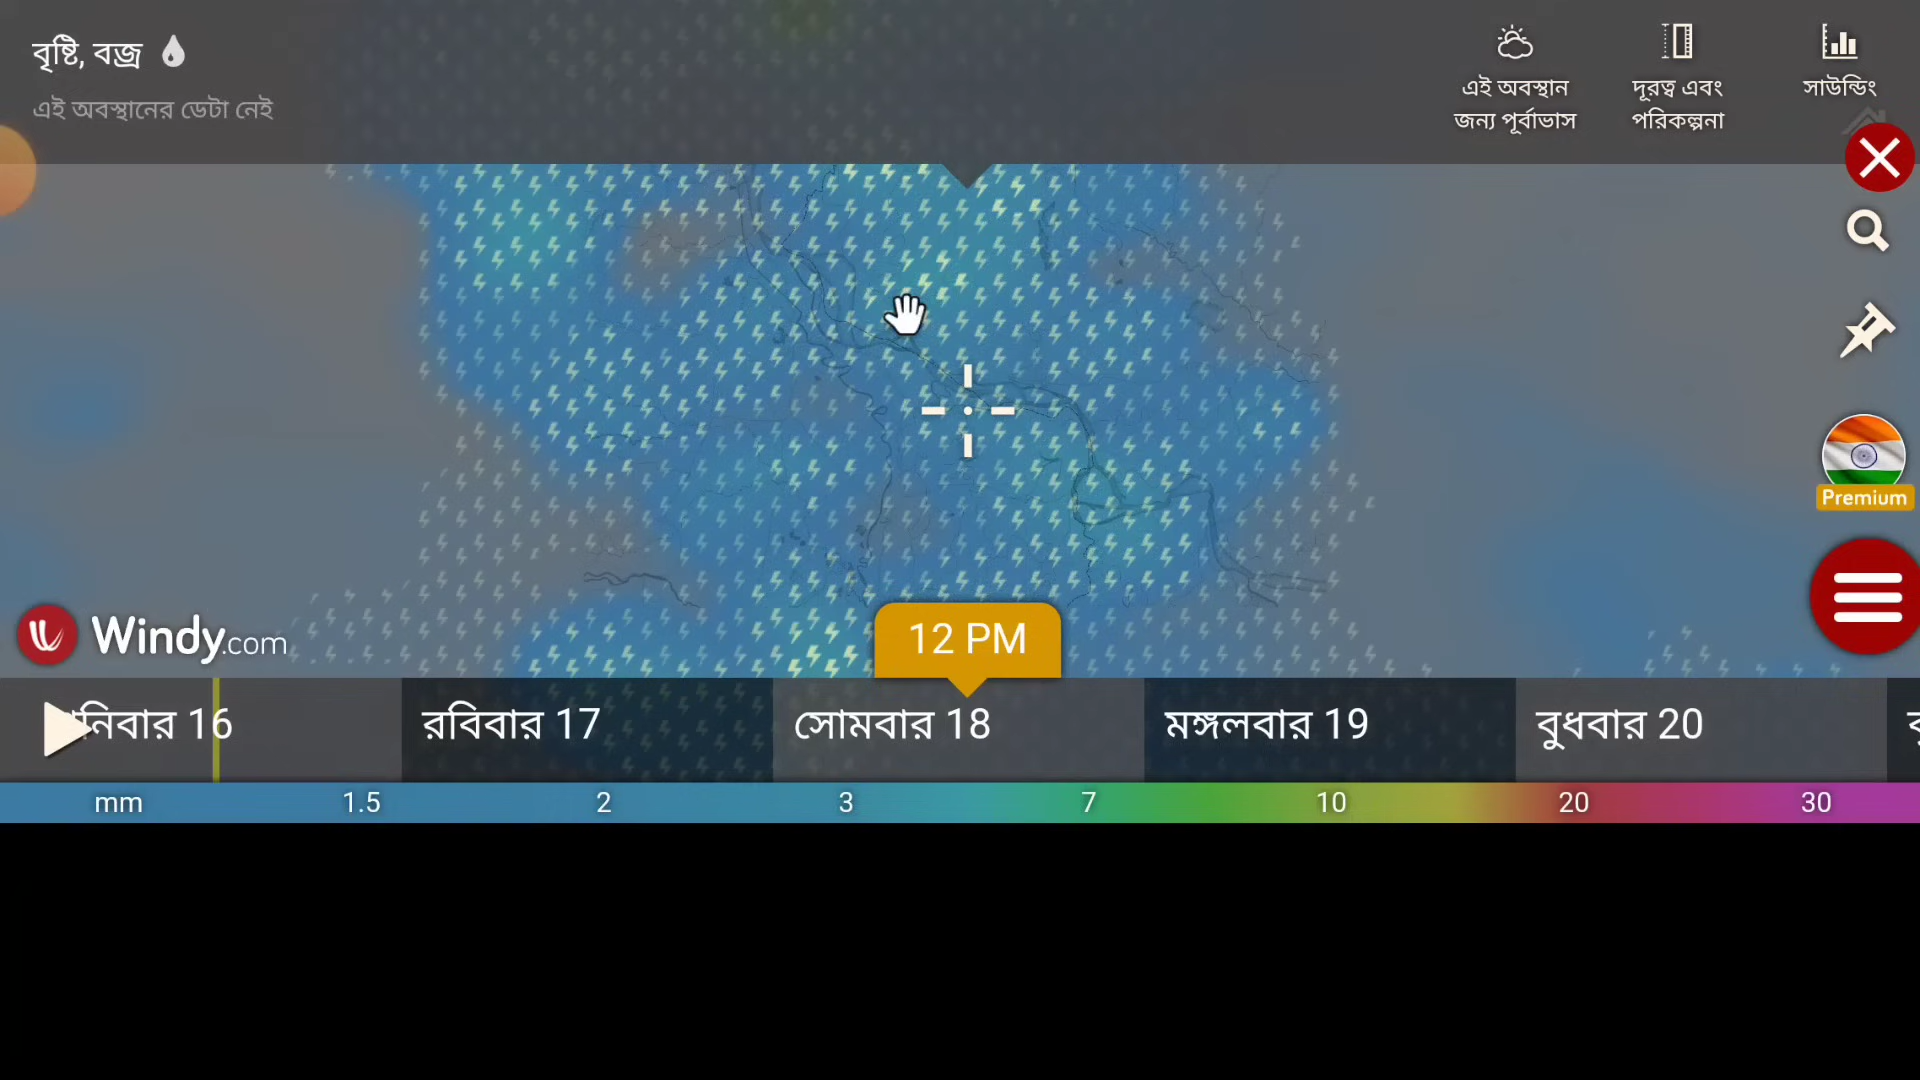 বৃষ্টি, বজ্র
এই অবস্থানের ডেটা নেই
এই অবস্থান
জন্য পূর্বাভাস
দূরত্ব এবং
পরিকল্পনা
সাউন্ডিং
Premium
Windy.com
12 PM
নিবার 16
রবিবার 17
সোমবার 18
মঙ্গলবার 19
বুধবার 20
mm 1.5 2 3 7 10 20 30